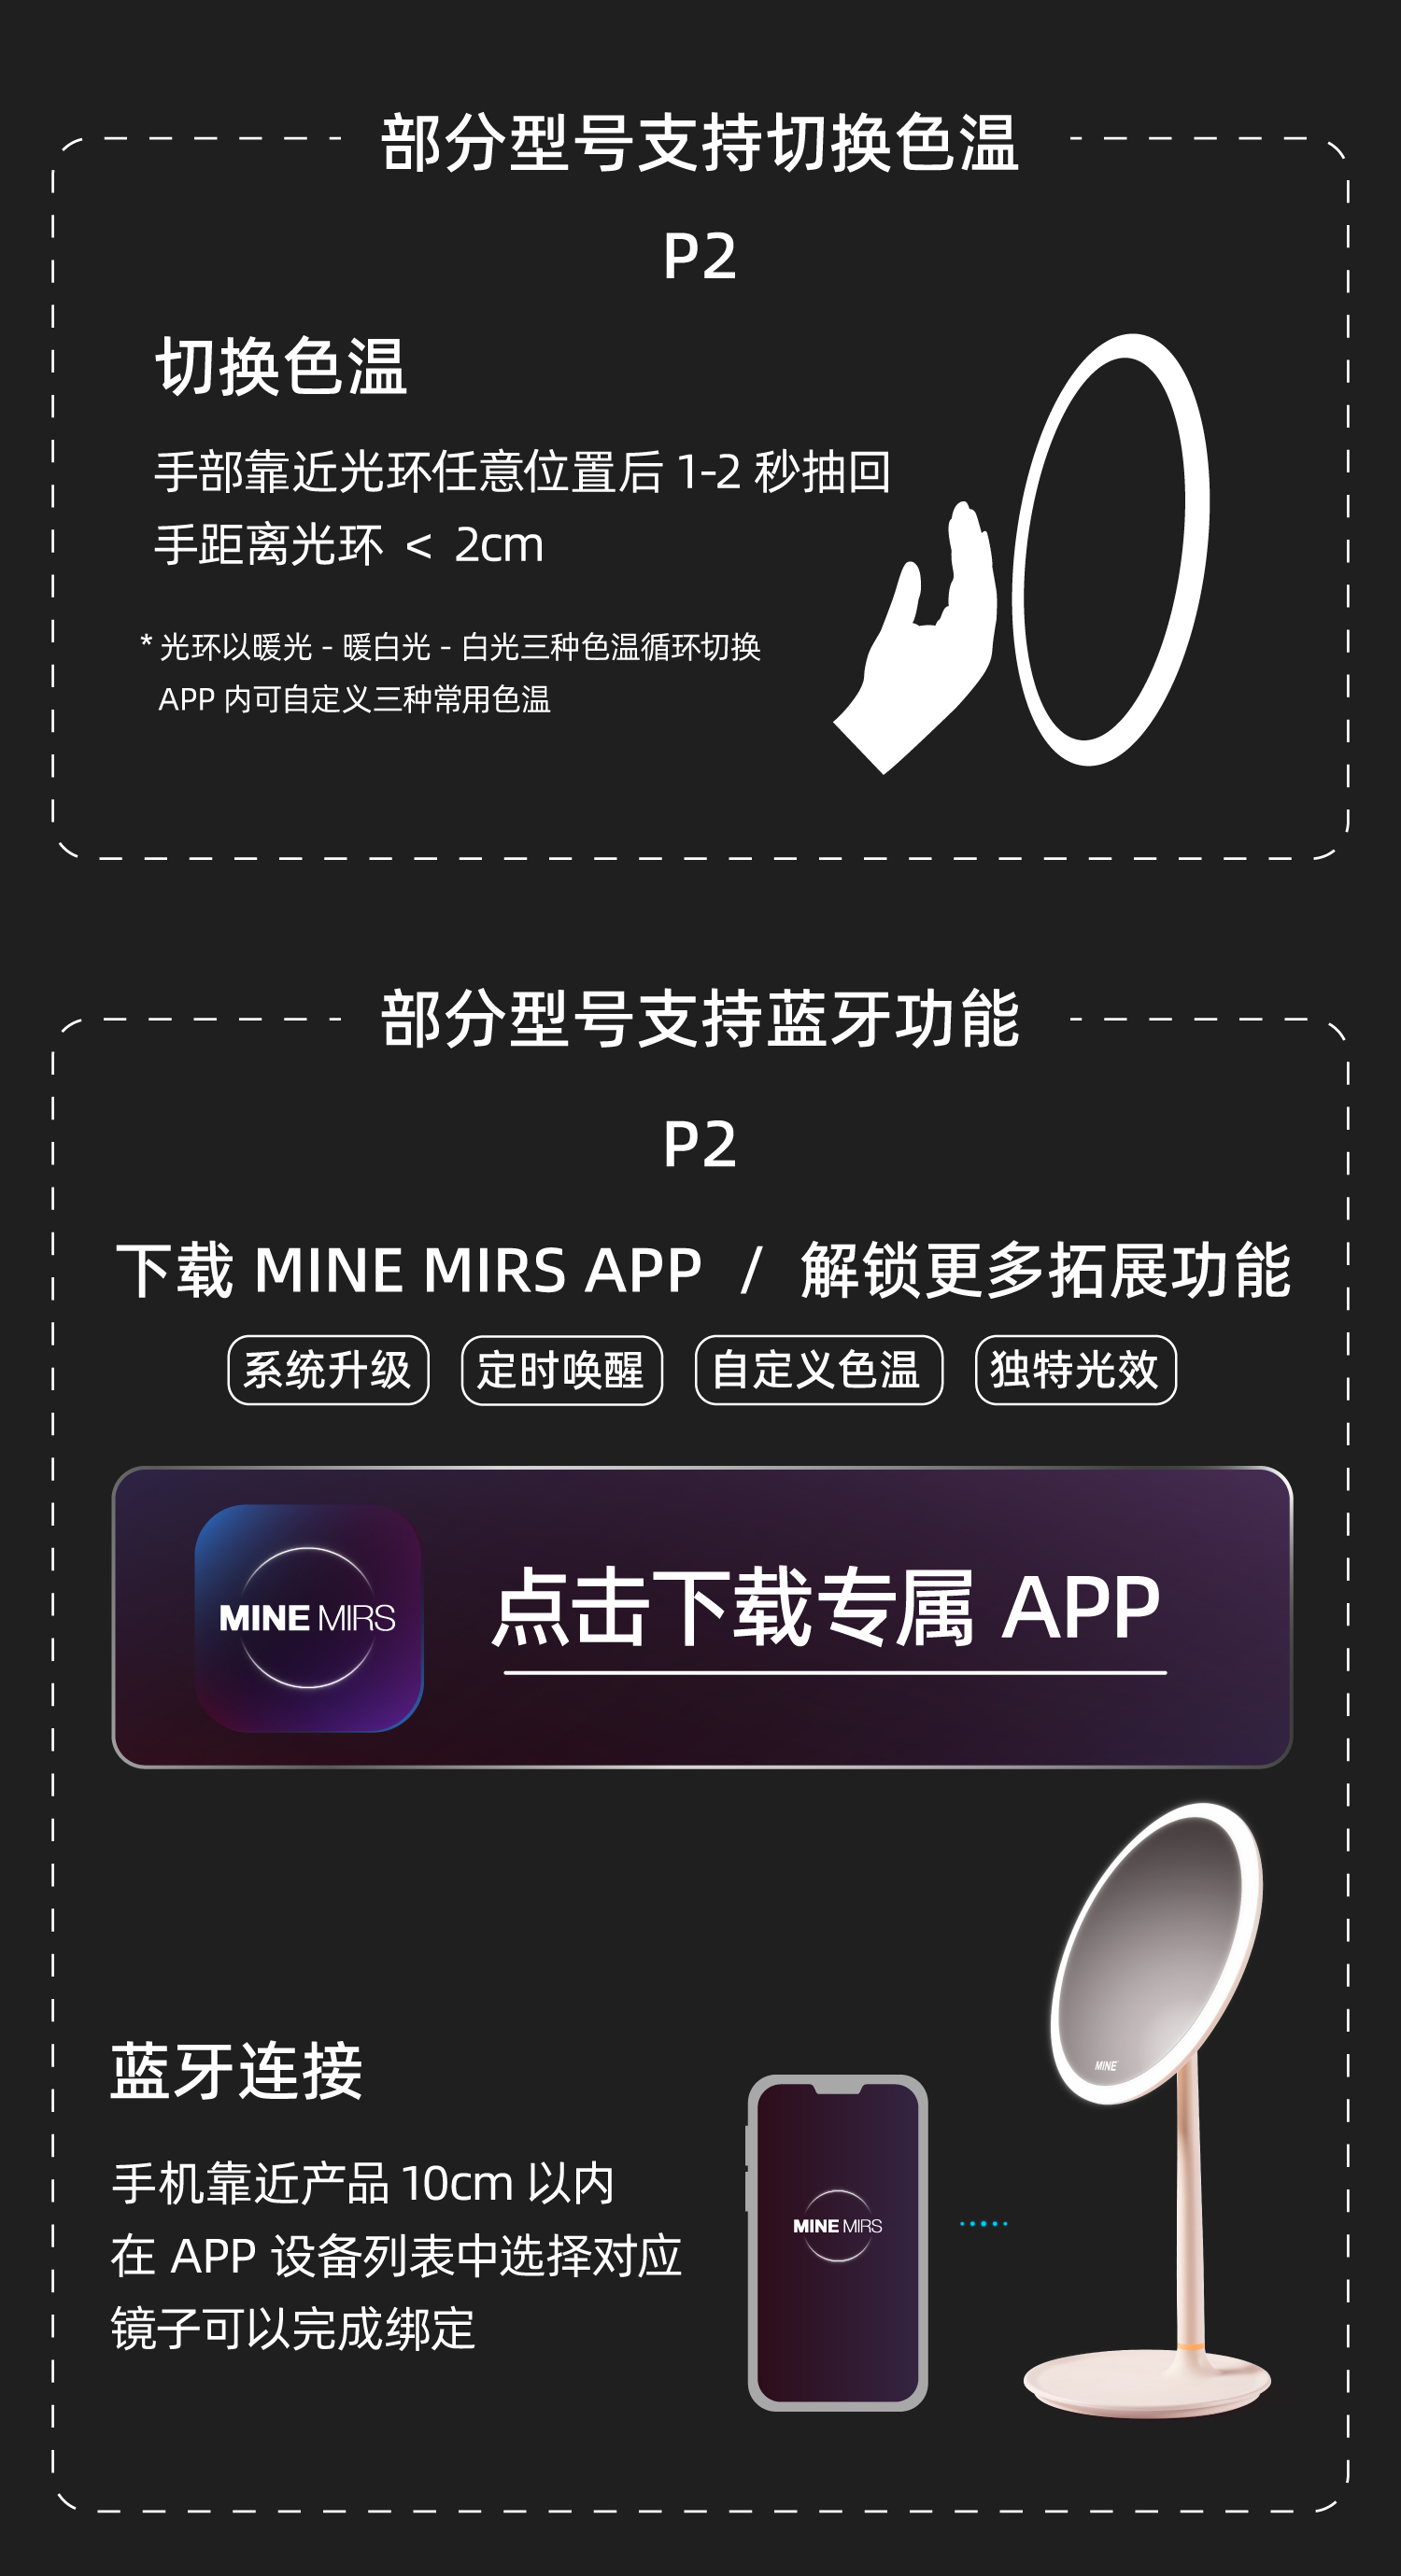 部分型号支持切换色温
P2
切换色温
手部靠近光环任意位置后 1-2 秒抽回
手距离光环 < 2cm
* 光环以暖光 - 暖白光 - 白光三种色温循环切换
APP 内可自定义三种常用色温
部分型号支持蓝牙功能
P2
下载 MINE MIRS APP / 解锁更多拓展功能
系统升级 定时唤醒 自定义色温 独特光效
MINE MIRS
点击下载专属 APP
MINE
蓝牙连接
手机靠近产品 10cm 以内
在 APP 设备列表中选择对应
镜子可以完成绑定
MINE MIRS